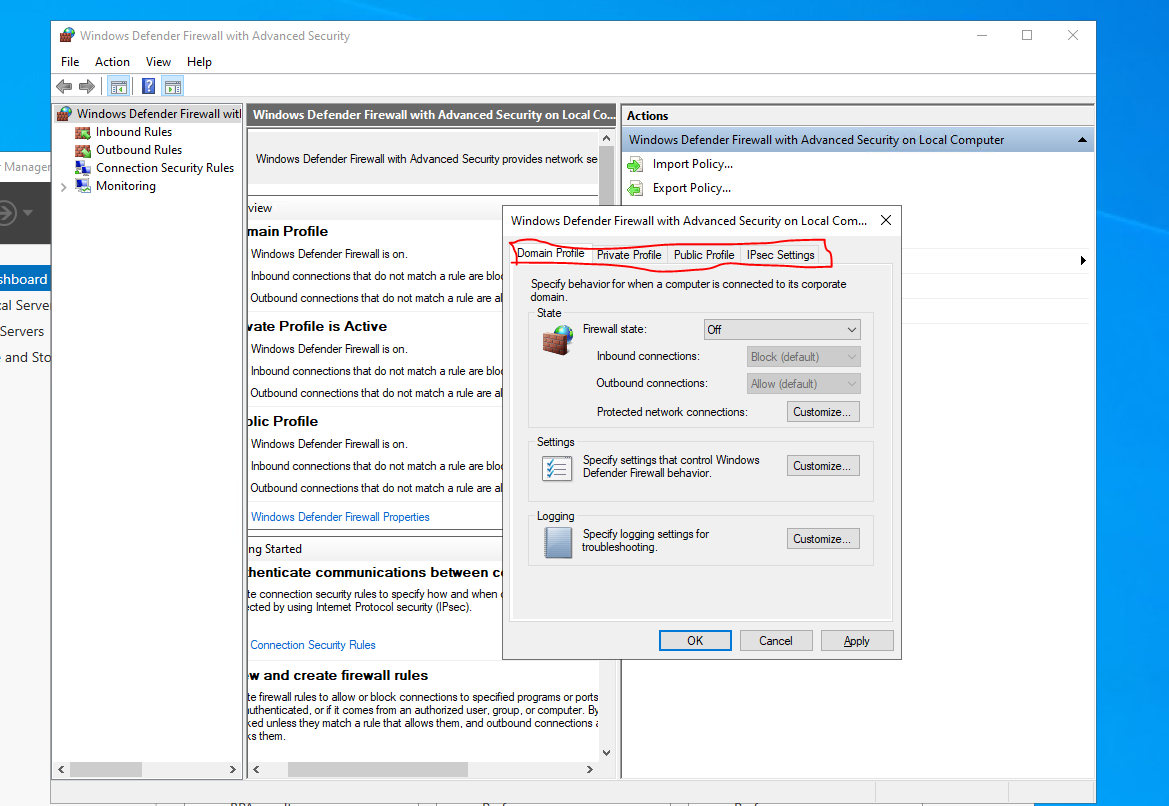 Windows Defender Firewall with Advanced Security
File Action View Help
Windows Defender Firewall wit
Inbound Rules
Outbound Rules
Connection Security Rules
Monitoring
Manager
shboard
Servers
Windows Defender Firewall with Advanced Security on Local Co...
Windows Defender Firewall with Advanced Security provides network se
view
main Profile
Windows Defender Firewall is on.
Inbound connections that do not match a rule are bloc
Outbound connections that do not match a rule are al
vate Profile is Active
Windows Defender Firewall is on.
Inbound connections that do not match a rule are bloc
Outbound connections that do not match a rule are al
blic Profile
Windows Defender Firewall is on.
Inbound connections that do not match a rule are bloc
Outbound connections that do not match a rule are al
Windows Defender Firewall Properties
ng Started
thenticate communications between c
te connection security rules to specify how and when
cted by using Internet Protocol security (IPsec).
Connection Security Rules
w and create firewall rules
te firewall rules to allow or block connections to specified programs or ports
uthenticated, or if it comes from an authorized user, group, or computer. By
ked unless they match a rule that allows them, and outbound connections a
ks them.
Actions
Windows Defender Firewall with Advanced Security on Local Computer
Import Policy...
Export Policy...
Windows Defender Firewall with Advanced Security on Local Com...
Domain Profile Private Profile Public Profile IPsec Settings
Specify behavior for when a computer is connected to its corporate
domain.
State
Firewall state: Off
Inbound connections: Block (default)
Outbound connections: Allow (default)
Protected network connections: Customize...
Settings
Specify settings that control Windows
Defender Firewall behavior.
Customize...
Logging
Specify logging settings for
troubleshooting.
Customize...
OK Cancel Apply